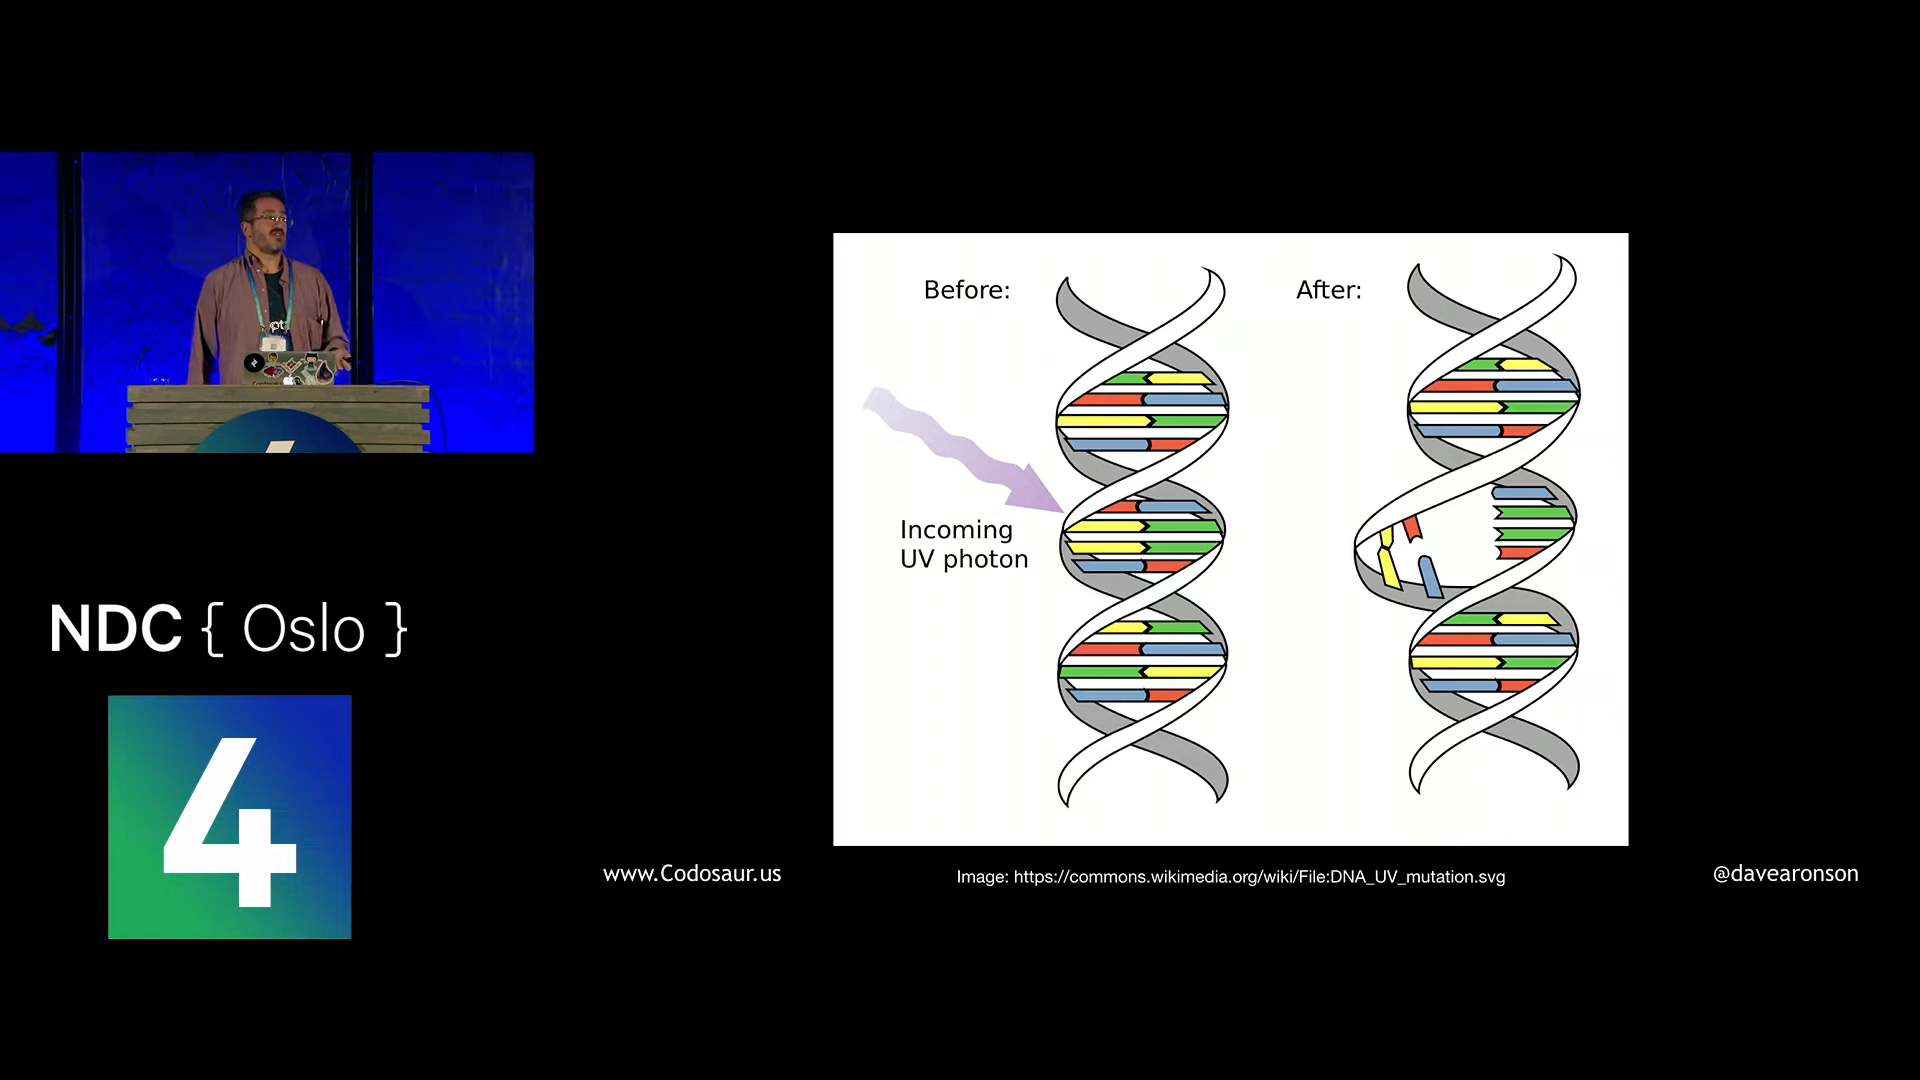 Before:
After:
Incoming
UV photon
NDC { Oslo }
4
www.Codosaur.us
Image: https://commons.wikimedia.org/wiki/File:DNA_UV_mutation.svg
@davearonson